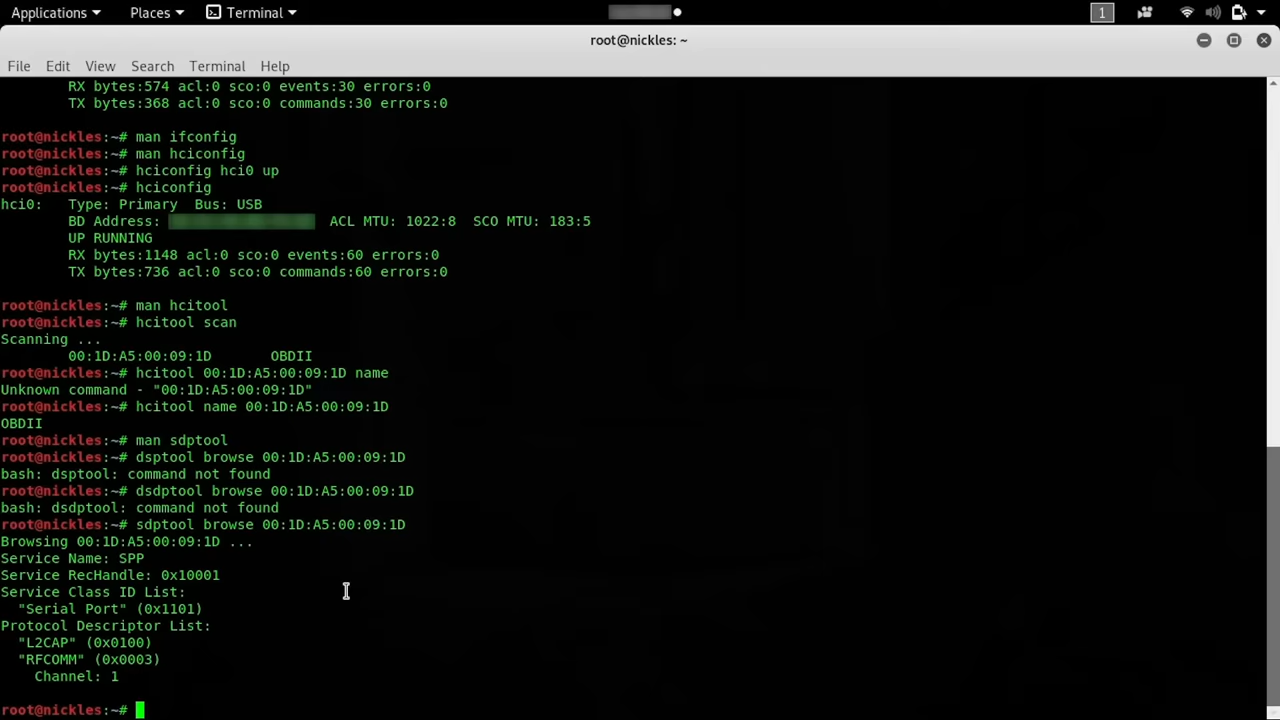 Applications Places Terminal 1
root@nickles: ~
File Edit View Search Terminal Help
RX bytes:574 acl:0 sco:0 events:30 errors:0
TX bytes:368 acl:0 sco:0 commands:30 errors:0
root@nickles:~# man ifconfig
root@nickles:~# man hciconfig
root@nickles:~# hciconfig hci0 up
root@nickles:~# hciconfig
hci0: Type: Primary Bus: USB
BD Address: ACL MTU: 1022:8 SCO MTU: 183:5
UP RUNNING
RX bytes:1148 acl:0 sco:0 events:60 errors:0
TX bytes:736 acl:0 sco:0 commands:60 errors:0
root@nickles:~# man hcitool
root@nickles:~# hcitool scan
Scanning ...
00:1D:A5:00:09:1D OBDII
root@nickles:~# hcitool 00:1D:A5:00:09:1D name
Unknown command - "00:1D:A5:00:09:1D"
root@nickles:~# hcitool name 00:1D:A5:00:09:1D
OBDII
root@nickles:~# man sdptool
root@nickles:~# dsptool browse 00:1D:A5:00:09:1D
bash: dsptool: command not found
root@nickles:~# dsdptool browse 00:1D:A5:00:09:1D
bash: dsdptool: command not found
root@nickles:~# sdptool browse 00:1D:A5:00:09:1D
Browsing 00:1D:A5:00:09:1D ...
Service Name: SPP
Service RecHandle: 0x10001
Service Class ID List:
"Serial Port" (0x1101)
Protocol Descriptor List:
"L2CAP" (0x0100)
"RFCOMM" (0x0003)
Channel: 1
root@nickles:~#